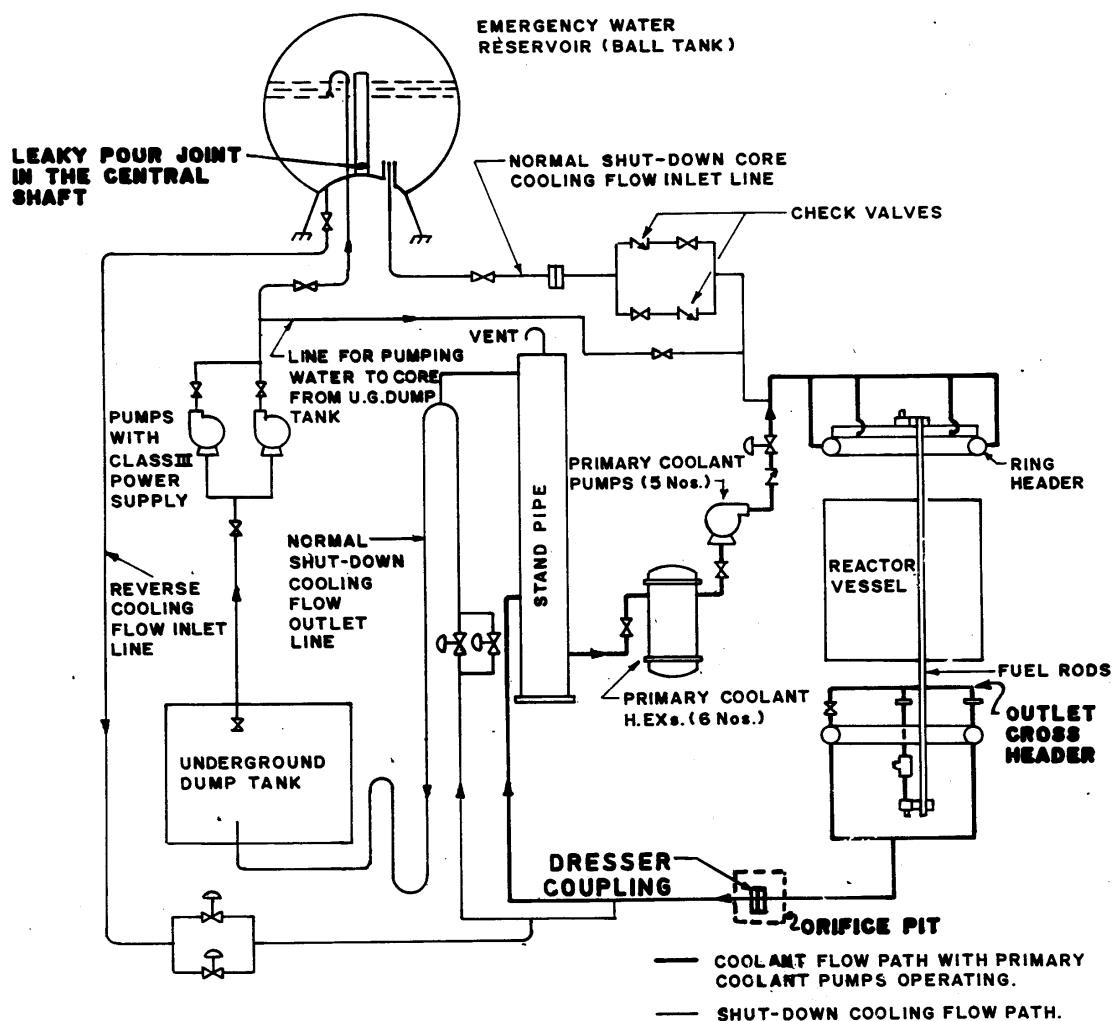 EMERGENCY WATER
RESERVOIR (BALL TANK)
LEAKY POUR JOINT
IN THE CENTRAL
SHAFT
NORMAL SHUT-DOWN CORE
COOLING FLOW INLET LINE
CHECK VALVES
VENT
LINE FOR PUMPING
WATER TO CORE
FROM U.G. DUMP
TANK
PUMPS
WITH
CLASS III
POWER
SUPPLY
PRIMARY COOLANT
PUMPS (5 Nos.)
RING
HEADER
STAND PIPE
NORMAL
SHUT-DOWN
COOLING
FLOW
OUTLET
LINE
REACTOR
VESSEL
REVERSE
COOLING
FLOW INLET
LINE
FUEL RODS
PRIMARY COOLANT
H.EXs. (6 Nos.)
OUTLET
CROSS
HEADER
UNDERGROUND
DUMP TANK
DRESSER
COUPLING
ORIFICE PIT
COOLANT FLOW PATH WITH PRIMARY
COOLANT PUMPS OPERATING.
SHUT-DOWN COOLING FLOW PATH.